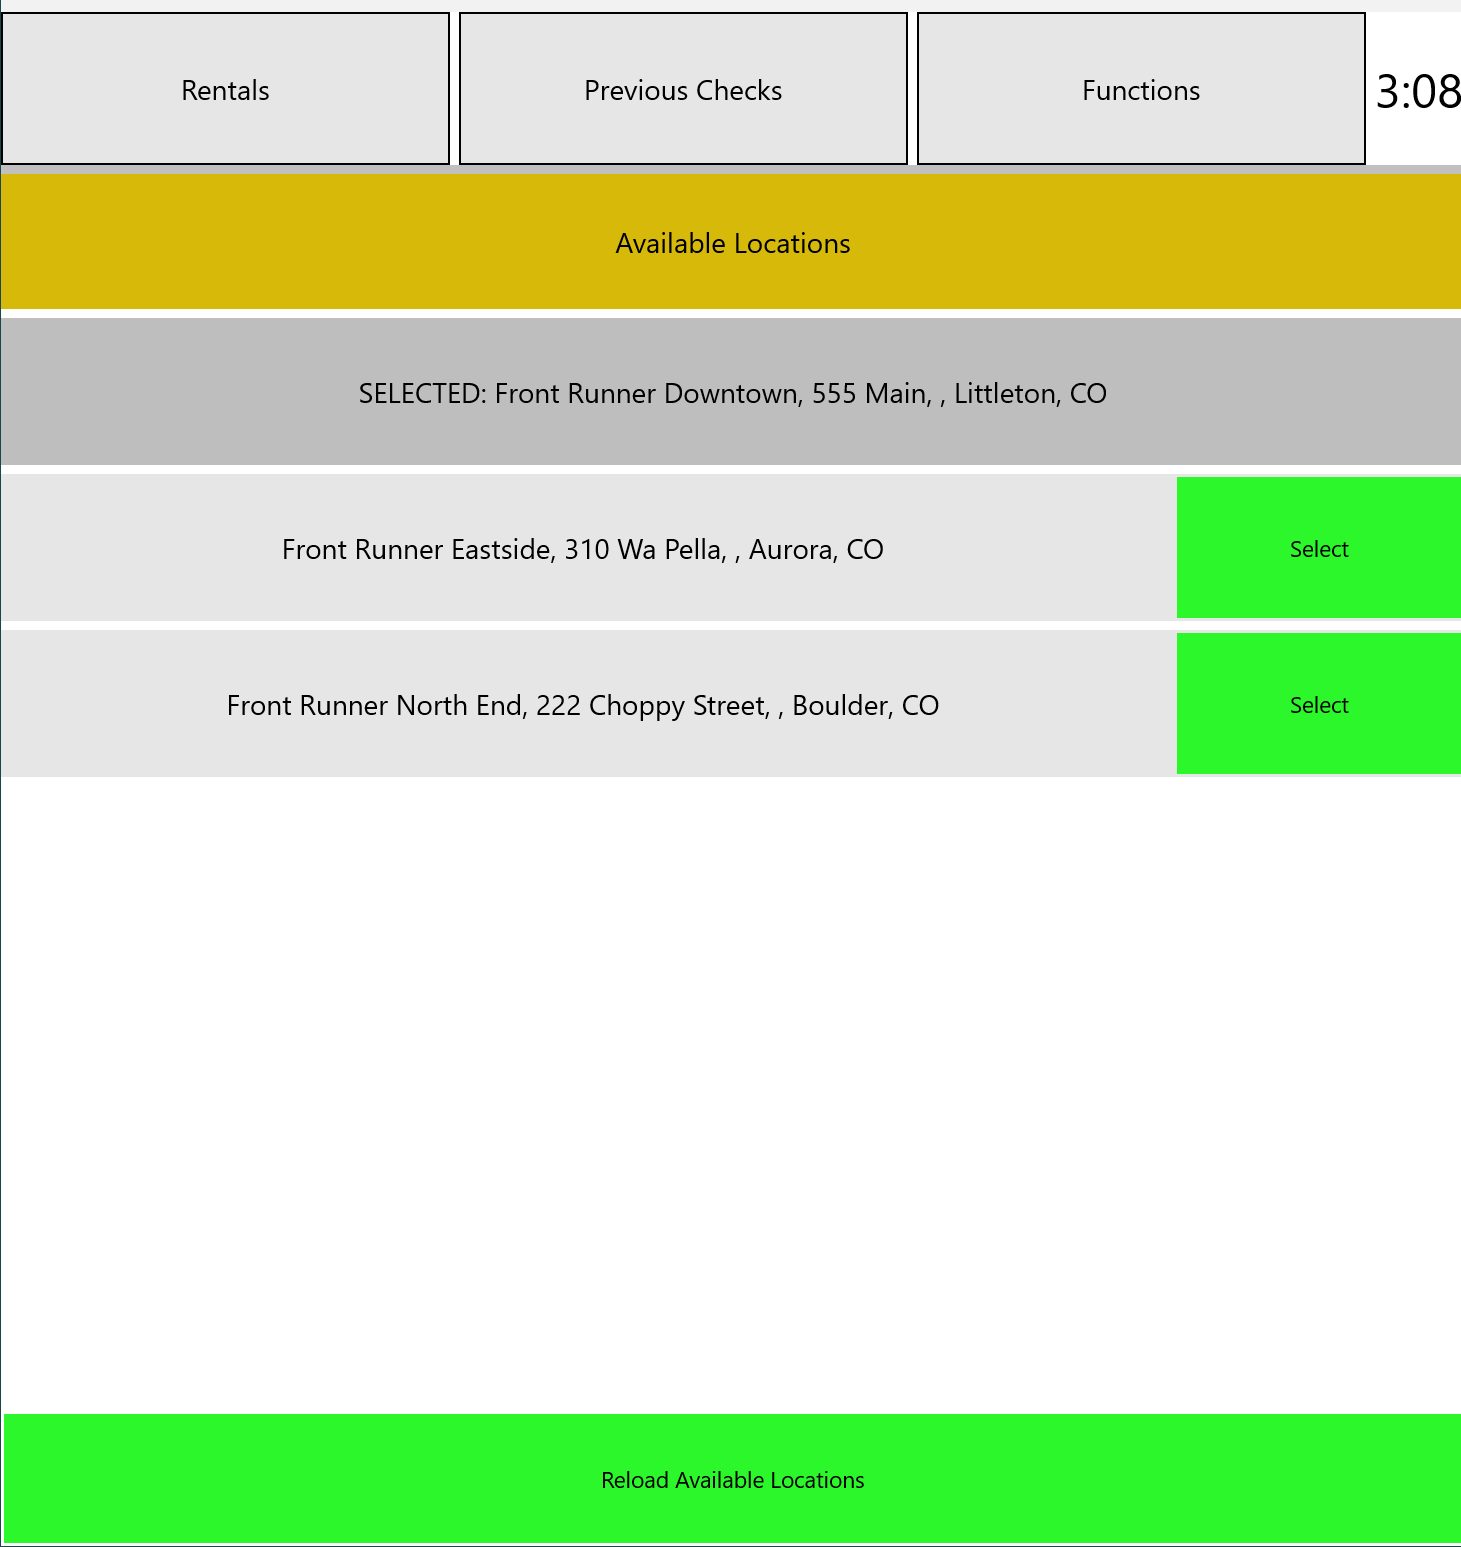 Rentals
Previous Checks
Functions
3:08
Available Locations
SELECTED: Front Runner Downtown, 555 Main, , Littleton, CO
Front Runner Eastside, 310 Wa Pella, , Aurora, CO
Select
Front Runner North End, 222 Choppy Street, , Boulder, CO
Select
Reload Available Locations